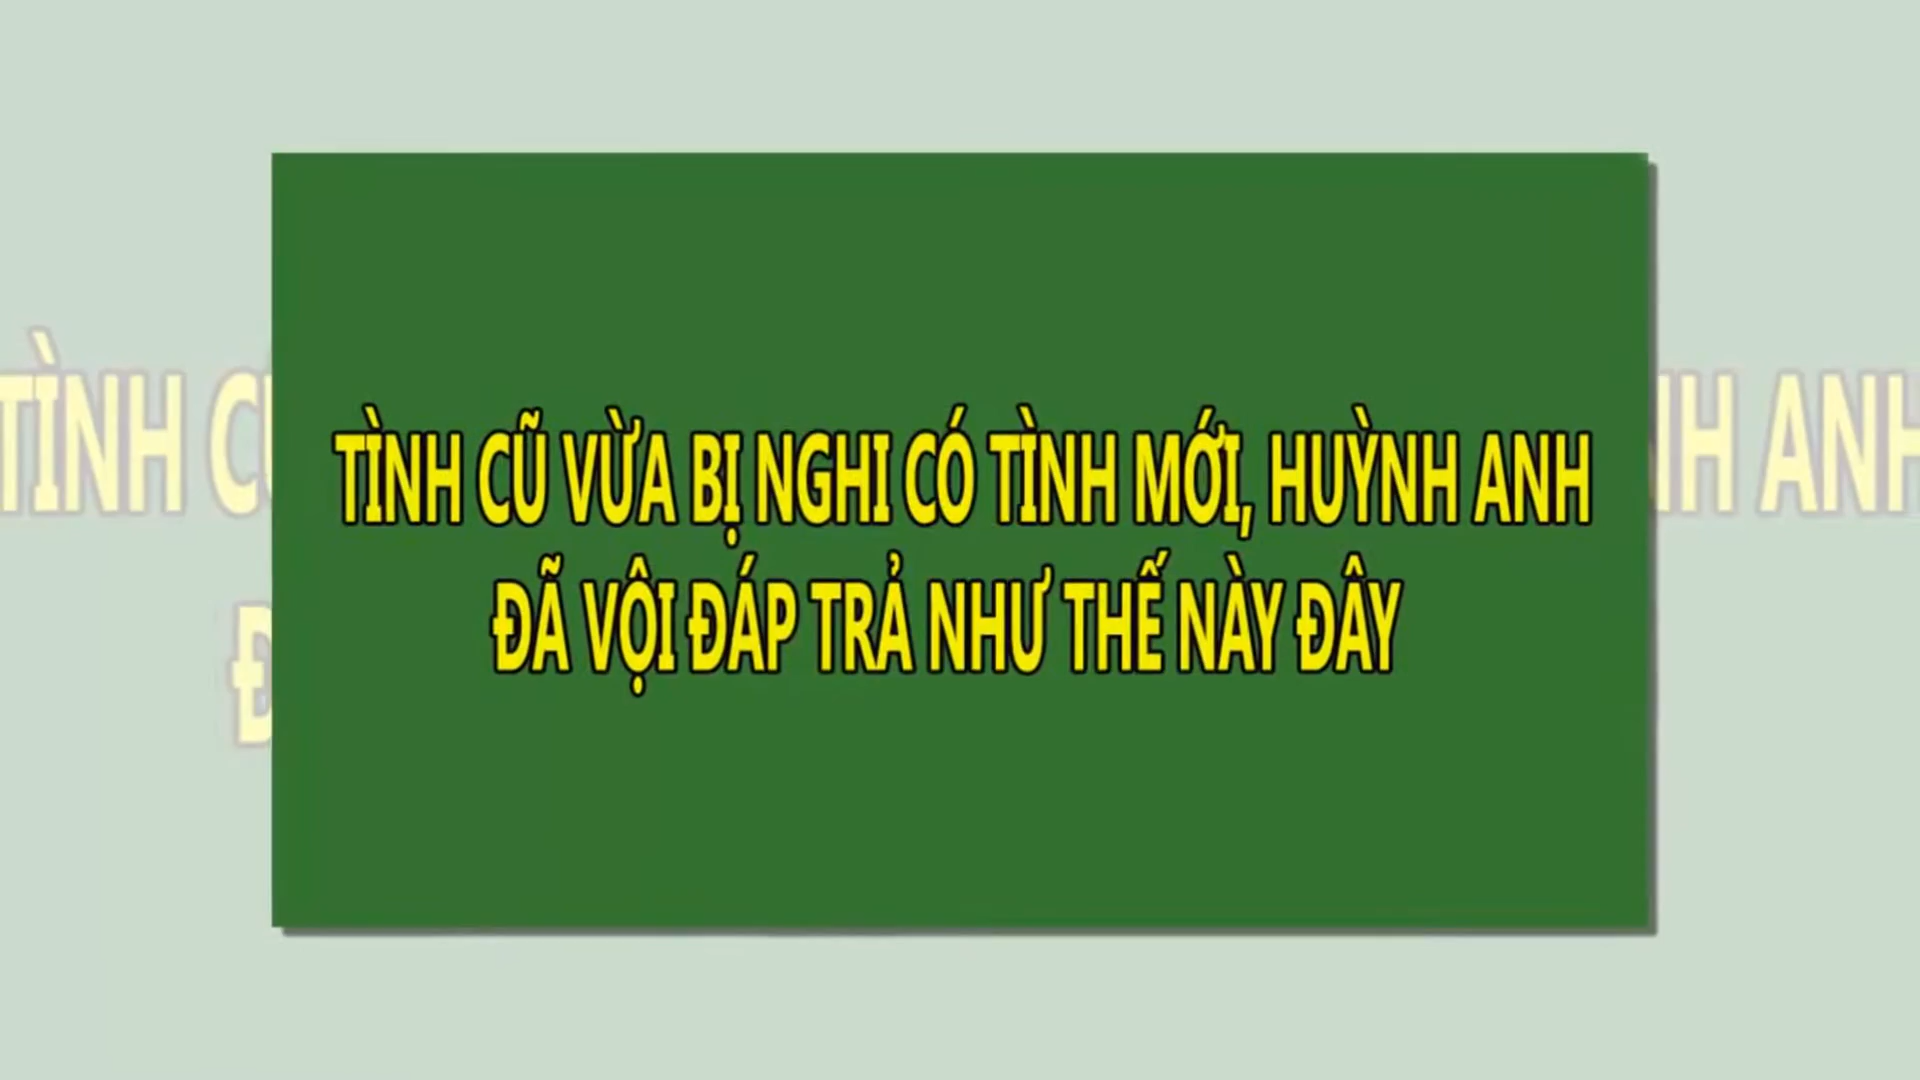 TÌNH CŨ VỪA BỊ NGHI CÓ TÌNH MỚI, HUỲNH ANH
ĐÃ VỘI ĐÁP TRẢ NHƯ THẾ NÀY ĐÂY